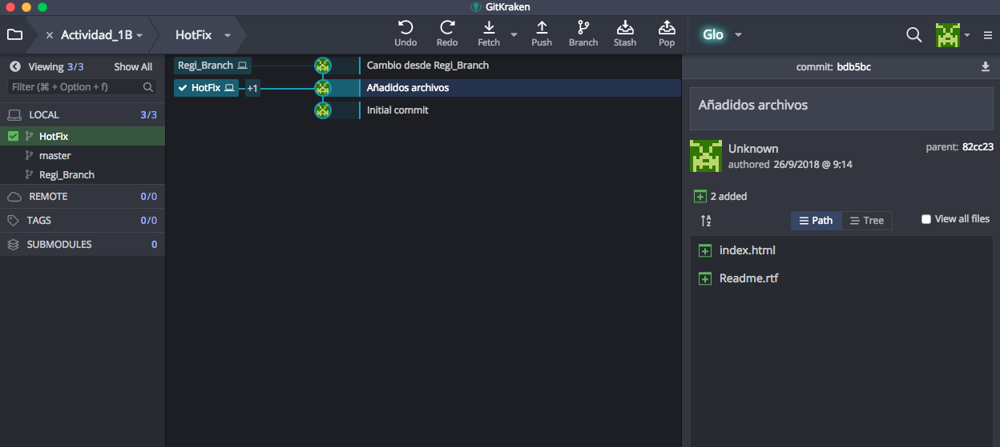 GitKraken
Actividad_1B
HotFix
Undo
Redo
Fetch
Push
Branch
Stash
Pop
Glo
Viewing 3/3
Show All
Filter (⌘ + Option + f)
LOCAL 3/3
HotFix
master
Regi_Branch
REMOTE 0/0
TAGS 0/0
SUBMODULES 0
Regi_Branch
Cambio desde Regi_Branch
HotFix +1
Añadidos archivos
Initial commit
commit: bdb5bc
Añadidos archivos
Unknown
parent: 82cc23
authored 26/9/2018 @ 9:14
2 added
A
Z
Path
Tree
View all files
index.html
Readme.rtf